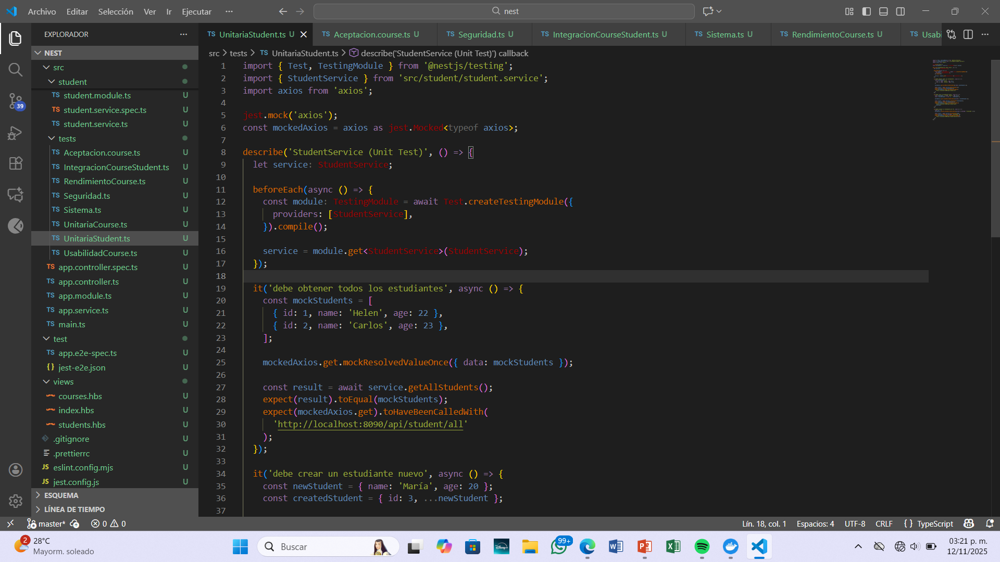 Archivo Editar Selección Ver Ir Ejecutar ··· nest
EXPLORADOR ···
NEST
src
student
TS student.module.ts U
TS student.service.spec.ts U
TS student.service.ts U
tests
TS Aceptacion.course.ts U
TS IntegracionCourseStudent.ts U
TS RendimientoCourse.ts U
TS Seguridad.ts U
TS Sistema.ts U
TS UnitariaCourse.ts U
TS UnitariaStudent.ts U
TS UsabilidadCourse.ts U
TS app.controller.spec.ts U
TS app.controller.ts U
TS app.module.ts U
TS app.service.ts U
TS main.ts U
test
TS app.e2e-spec.ts U
{} jest-e2e.json U
views
courses.hbs U
index.hbs U
students.hbs U
.gitignore U
.prettierrc U
JS eslint.config.mjs U
JS jest.config.js U
ESQUEMA
LÍNEA DE TIEMPO
39
TS UnitariaStudent.ts U TS Aceptacion.course.ts U TS Seguridad.ts U TS IntegracionCourseStudent.ts U TS Sistema.ts U TS RendimientoCourse.ts U TS Usabi
src > tests > TS UnitariaStudent.ts > describe('StudentService (Unit Test)') callback
1 import { Test, TestingModule } from '@nestjs/testing';
2 import { StudentService } from 'src/student/student.service';
3 import axios from 'axios';
4
5 jest.mock('axios');
6 const mockedAxios = axios as jest.Mocked<typeof axios>;
7
8 describe('StudentService (Unit Test)', () => {
9 let service: StudentService;
10
11 beforeEach(async () => {
12 const module: TestingModule = await Test.createTestingModule({
13 providers: [StudentService],
14 }).compile();
15
16 service = module.get<StudentService>(StudentService);
17 });
18
19 it('debe obtener todos los estudiantes', async () => {
20 const mockStudents = [
21 { id: 1, name: 'Helen', age: 22 },
22 { id: 2, name: 'Carlos', age: 23 },
23 ];
24
25 mockedAxios.get.mockResolvedValueOnce({ data: mockStudents });
26
27 const result = await service.getAllStudents();
28 expect(result).toEqual(mockStudents);
29 expect(mockedAxios.get).toHaveBeenCalledWith(
30 'http://localhost:8090/api/student/all'
31 );
32 });
33
34 it('debe crear un estudiante nuevo', async () => {
35 const newStudent = { name: 'María', age: 20 };
36 const createdStudent = { id: 3, ...newStudent };
37
master* 0 0 Lín. 18, col. 1 Espacios: 4 UTF-8 CRLF {} TypeScript
2 28°C
Mayorm. soleado
Buscar
Disney+
99+
03:21 p. m.
12/11/2025